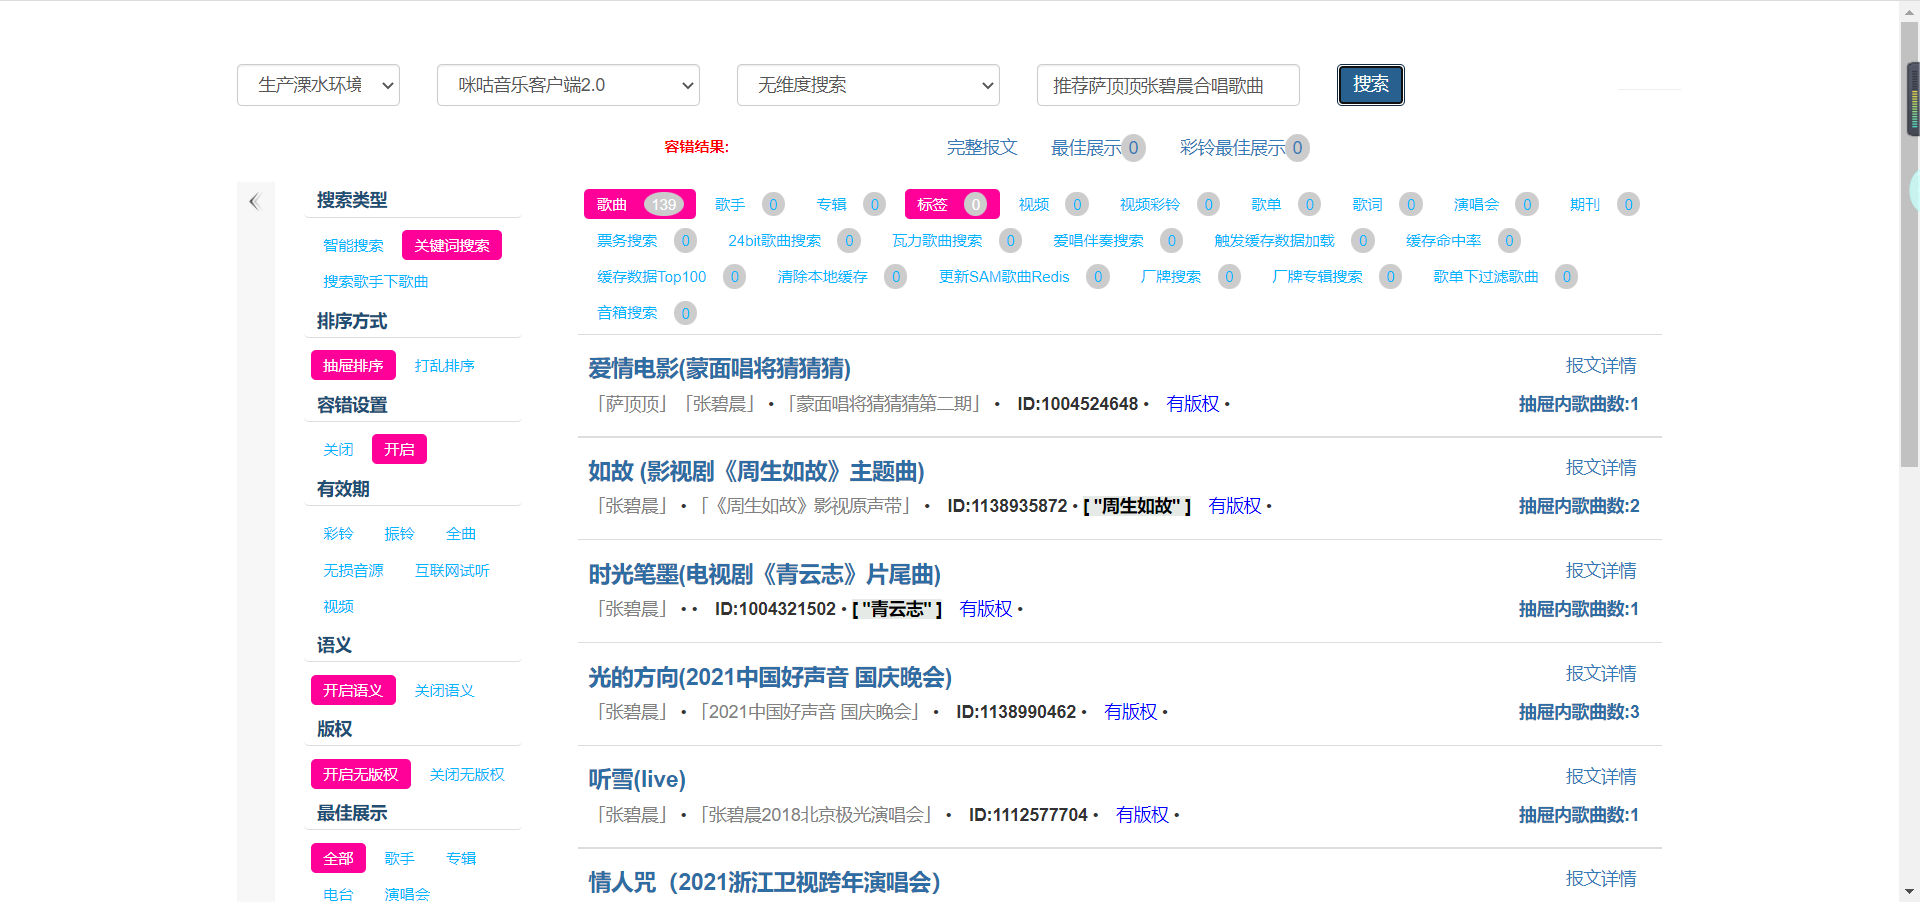 生产溧水环境 咪咕音乐客户端2.0 无维度搜索 推荐萨顶顶张碧晨合唱歌曲 搜索
容错结果: 完整报文 最佳展示 0 彩铃最佳展示 0
搜索类型
智能搜索 关键词搜索
搜索歌手下歌曲
排序方式
抽屉排序 打乱排序
容错设置
关闭 开启
有效期
彩铃 振铃 全曲
无损音源 互联网试听
视频
语义
开启语义 关闭语义
版权
开启无版权 关闭无版权
最佳展示
全部 歌手 专辑
电台 演唱会
歌曲 139 歌手 0 专辑 0 标签 0 视频 0 视频彩铃 0 歌单 0 歌词 0 演唱会 0 期刊 0
票务搜索 0 24bit歌曲搜索 0 瓦力歌曲搜索 0 爱唱伴奏搜索 0 触发缓存数据加载 0 缓存命中率 0
缓存数据Top100 0 清除本地缓存 0 更新SAM歌曲Redis 0 厂牌搜索 0 厂牌专辑搜索 0 歌单下过滤歌曲 0
音箱搜索 0
爱情电影(蒙面唱将猜猜猜) 报文详情
「萨顶顶」「张碧晨」 • 「蒙面唱将猜猜猜第二期」 • ID:1004524648 • 有版权 • 抽屉内歌曲数:1
如故 (影视剧《周生如故》主题曲) 报文详情
「张碧晨」 • 「《周生如故》影视原声带」 • ID:1138935872 • [ "周生如故" ] 有版权 • 抽屉内歌曲数:2
时光笔墨(电视剧《青云志》片尾曲) 报文详情
「张碧晨」 • • ID:1004321502 • [ "青云志" ] 有版权 • 抽屉内歌曲数:1
光的方向(2021中国好声音 国庆晚会) 报文详情
「张碧晨」 • 「2021中国好声音 国庆晚会」 • ID:1138990462 • 有版权 • 抽屉内歌曲数:3
听雪(live) 报文详情
「张碧晨」 • 「张碧晨2018北京极光演唱会」 • ID:1112577704 • 有版权 • 抽屉内歌曲数:1
情人咒（2021浙江卫视跨年演唱会） 报文详情